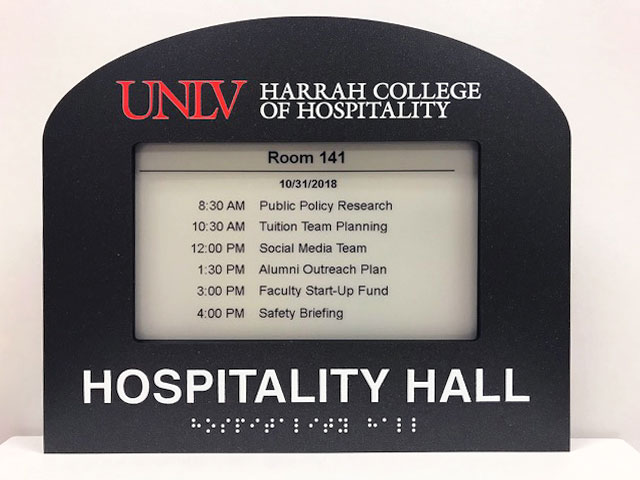 UNLV HARRAH COLLEGE
OF HOSPITALITY
Room 141
10/31/2018
8:30 AM Public Policy Research
10:30 AM Tuition Team Planning
12:00 PM Social Media Team
1:30 PM Alumni Outreach Plan
3:00 PM Faculty Start-Up Fund
4:00 PM Safety Briefing
HOSPITALITY HALL
⠓⠕⠎⠏⠊⠞⠁⠇⠊⠞⠽ ⠓⠁⠇⠇